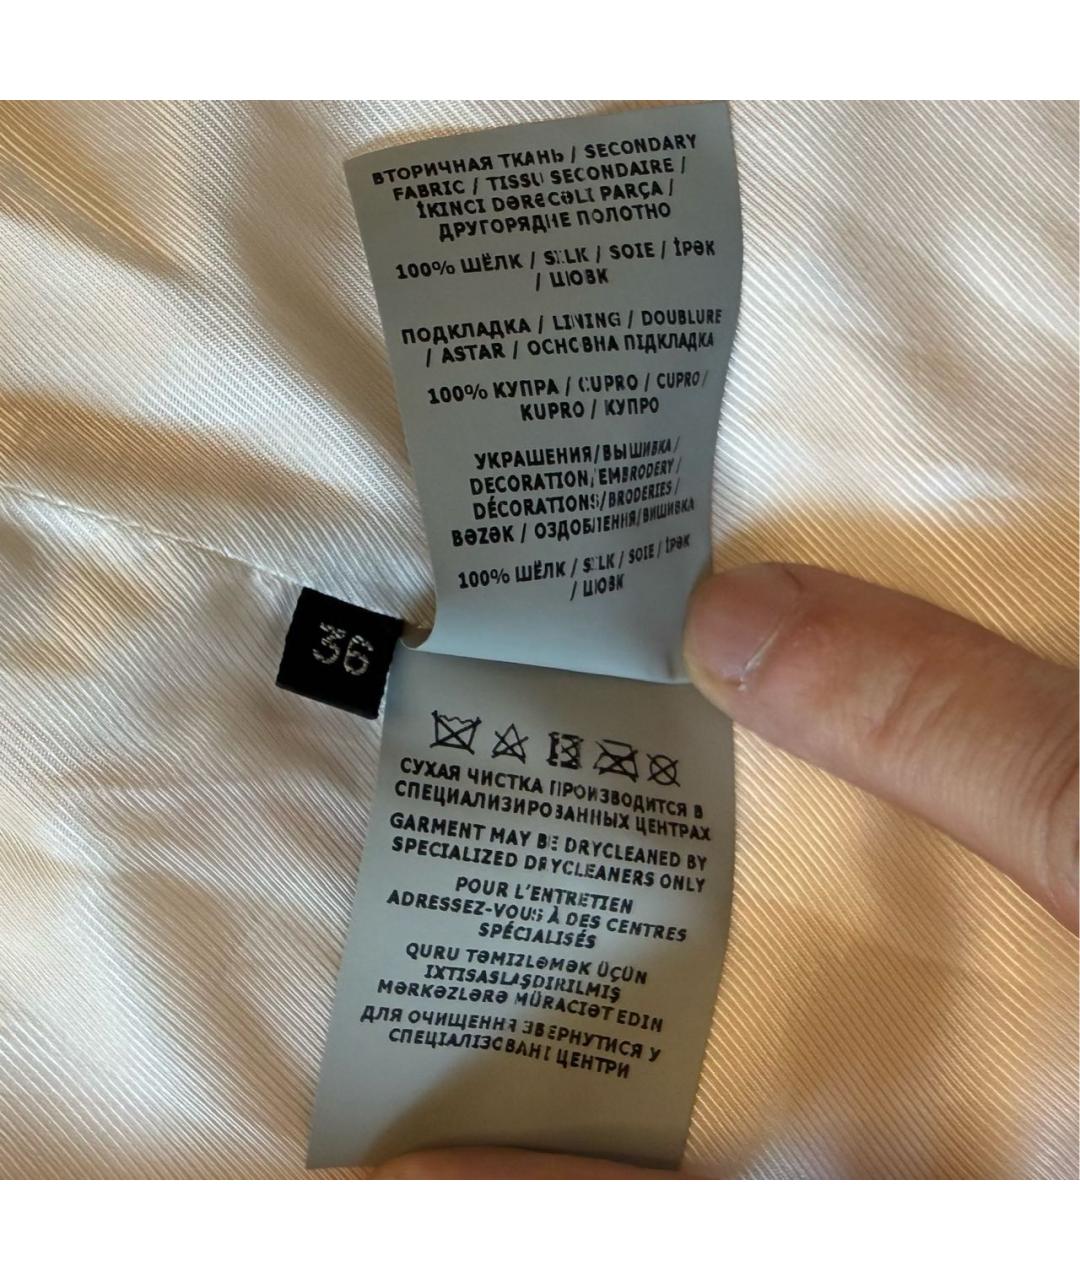 ВТОРИЧНАЯ ТКАНЬ / SECONDARY
FABRIC / TISSU SECONDAIRE /
İKINCI DƏRƏCƏLI PARÇA /
ДРУГОРЯДНЕ ПОЛОТНО
100% ШЁЛК / SILK / SOIE / İPƏK
/ ШОВК
ПОДКЛАДКА / LINING / DOUBLURE
/ ASTAR / ОСНОВНА ПІДКЛАДКА
100% КУПРА / CUPRO / CUPRO /
KUPRO / КУПРО
УКРАШЕНИЯ/ВЫШИВКА/
DECORATION/EMBRODERY/
DÉCORATIONS/BRODERIES/
BƏZƏK / ОЗДОБЛЕННЯ/ВИШИВКА
100% ШЁЛК / SILK / SOIE / İPƏK
/ ШОВК
36
СУХАЯ ЧИСТКА ПРОИЗВОДИТСЯ В
СПЕЦИАЛИЗИРОВАННЫХ ЦЕНТРАХ
GARMENT MAY BE DRYCLEANED BY
SPECIALIZED DRYCLEANERS ONLY
POUR L'ENTRETIEN
ADRESSEZ-VOUS À DES CENTRES
SPÉCIALISÉS
QURU TƏMIZLƏMƏK ÜÇÜN
IXTISASLAŞDIRILMIŞ
MƏRKƏZLƏRƏ MÜRACIƏT EDIN
ДЛЯ ОЧИЩЕННЯ ЗВЕРНУТИСЯ У
СПЕЦІАЛІЗОВАНІ ЦЕНТРИ